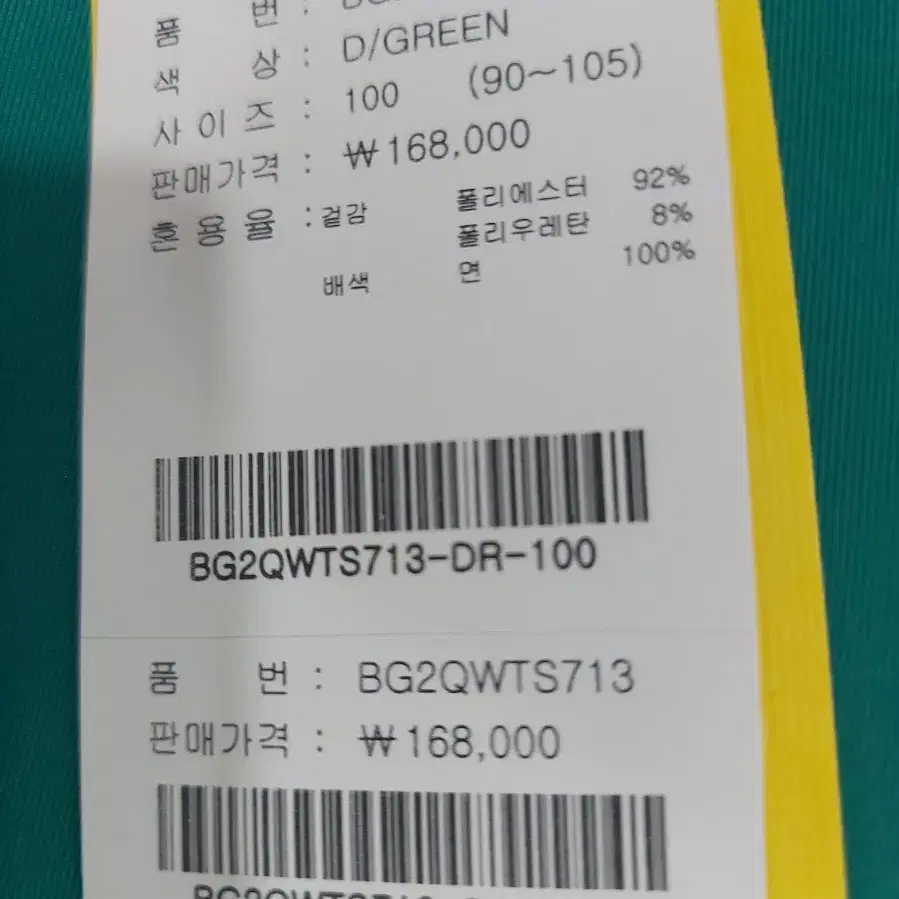 품 번 :
색 상 : D/GREEN
사이즈 : 100 (90~105)
판매가격 : ₩168,000
혼용율 : 겉감 폴리에스터 92%
폴리우레탄 8%
배색 면 100%
BG2QWTS713-DR-100
품 번 : BG2QWTS713
판매가격 : ₩168,000